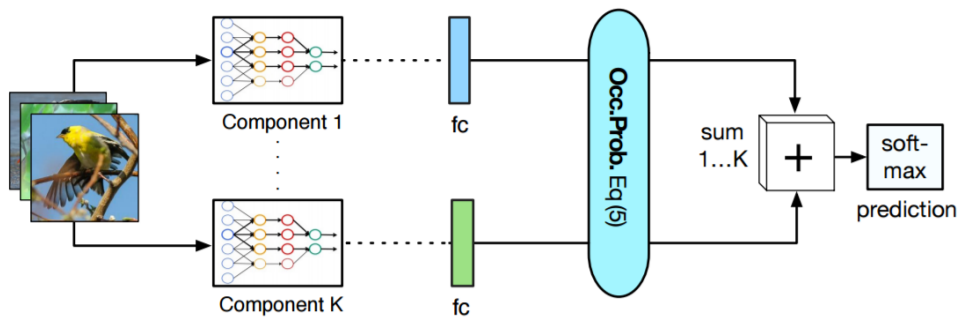 Component 1
fc
Occ.Prob. Eq (5)
sum
1...K
+
soft-
max
prediction
Component K
fc